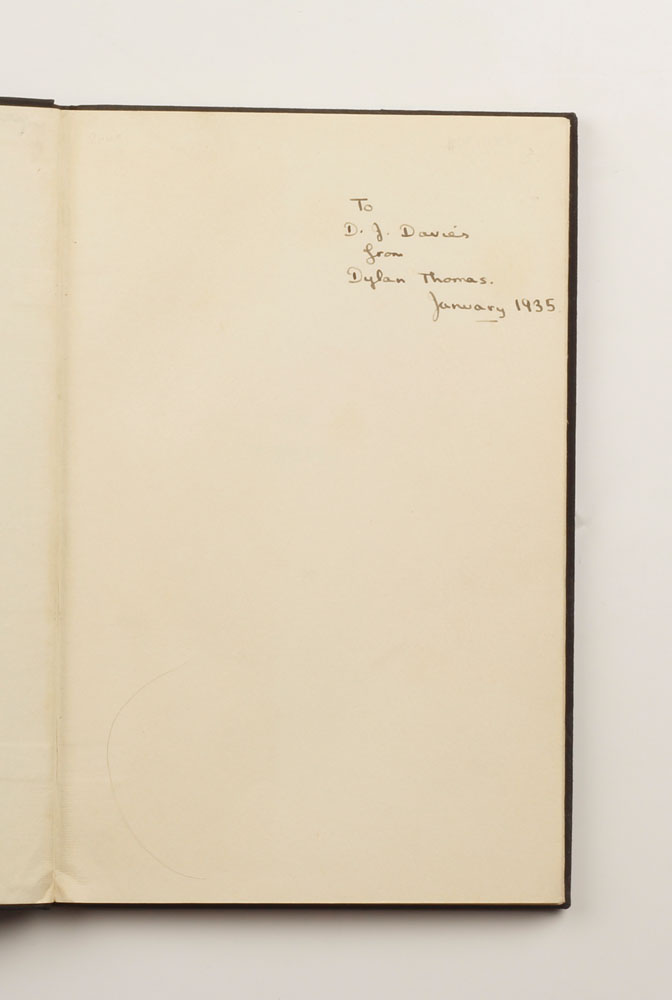 To
D. J. Davies
from
Dylan Thomas.
January 1935